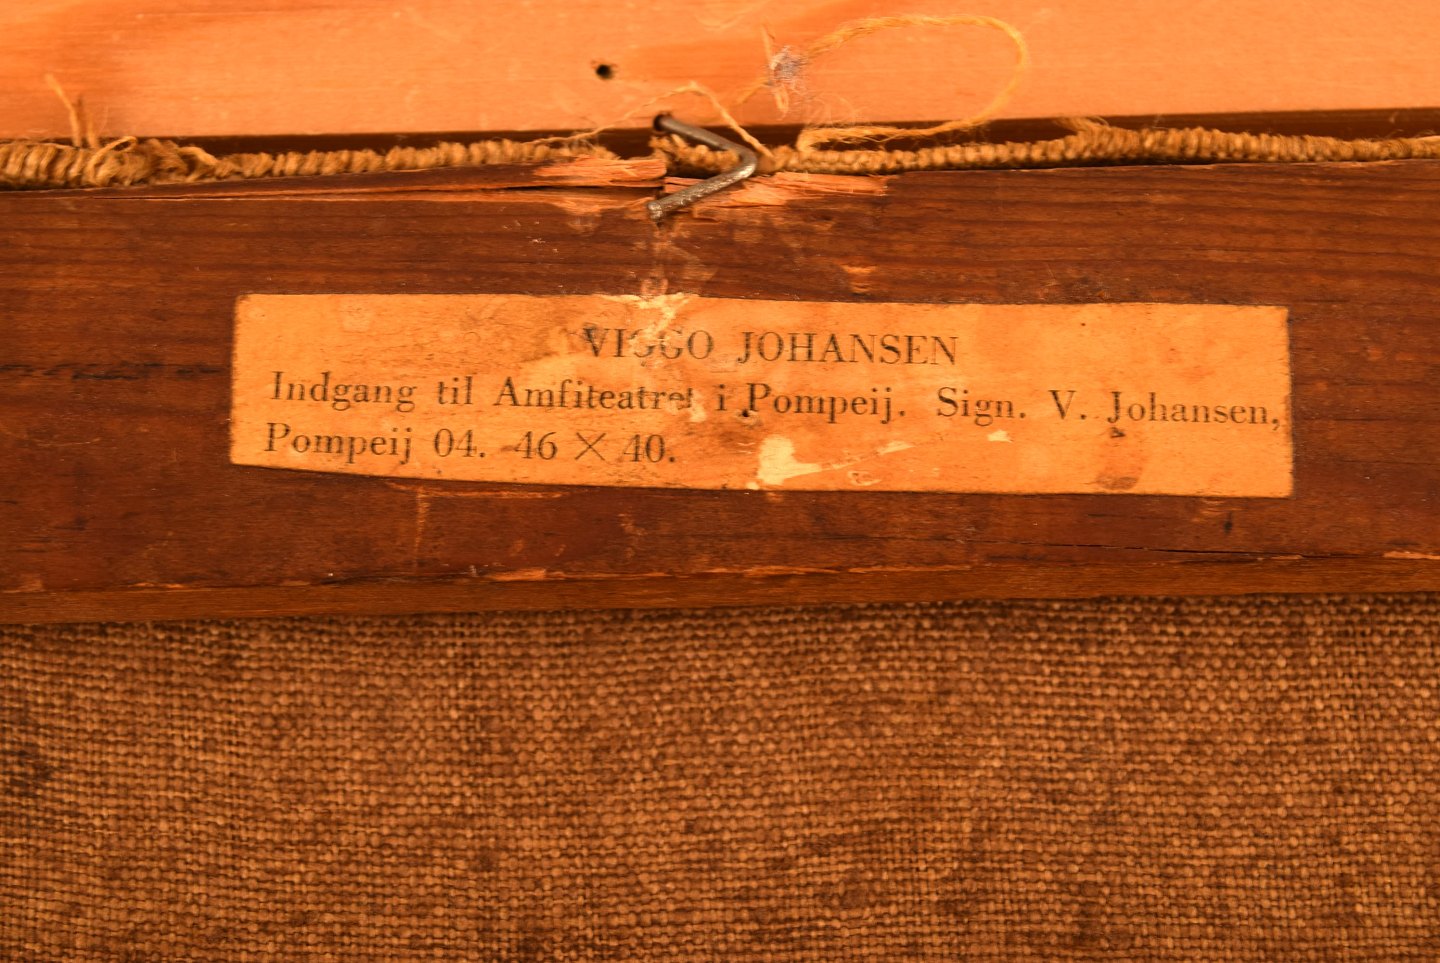 VIGGO JOHANSEN
Indgang til Amfiteatret i Pompeij. Sign. V. Johansen,
Pompeij 04. 46 × 40.